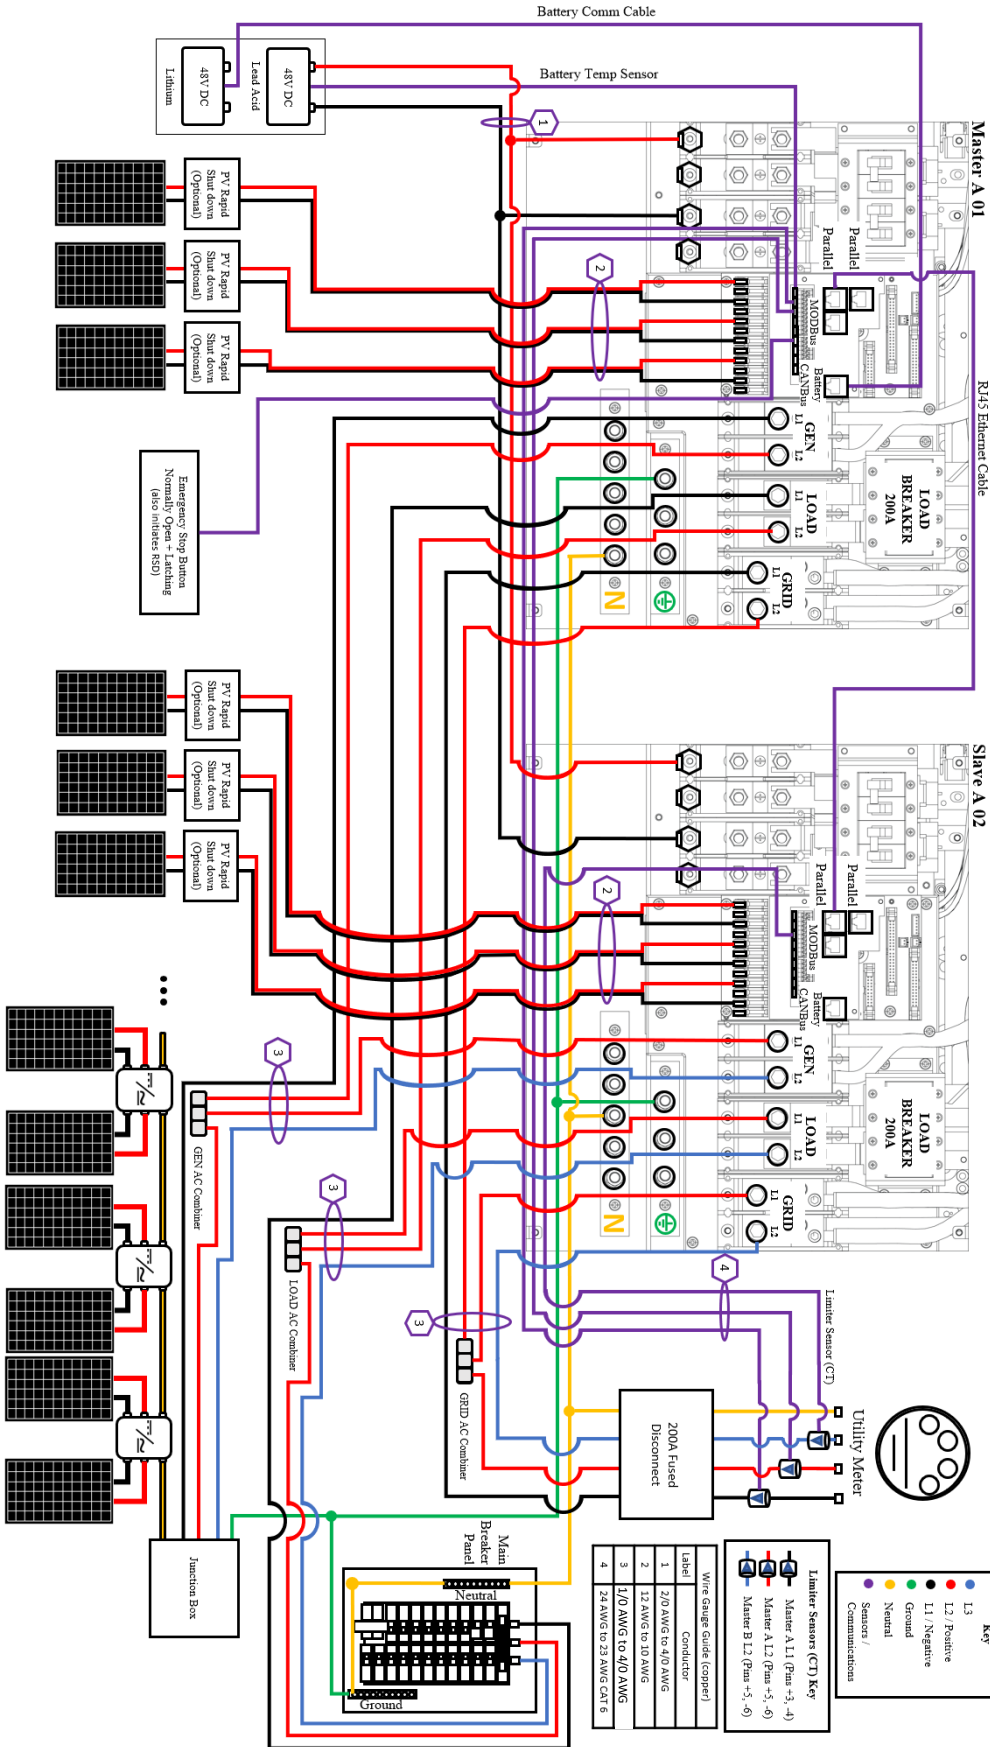 Battery Comm Cable
Battery Temp Sensor
48V DC
Lithium
48V DC
Lead Acid
1
Master A 01
Parallel
Parallel
MODBus
CANBus
Battery
RJ45 Ethernet Cable
PV Rapid
Shut down
(Optional)
PV Rapid
Shut down
(Optional)
PV Rapid
Shut down
(Optional)
2
GEN
L1
L2
LOAD
L1
L2
GRID
L1
L2
LOAD
BREAKER
200A
N
Emergency Stop Button
Normally Open + Latching
(also initiates RSD)
Slave A 02
Parallel
Parallel
MODBus
CANBus
Battery
PV Rapid
Shut down
(Optional)
PV Rapid
Shut down
(Optional)
PV Rapid
Shut down
(Optional)
2
GEN
L1
L2
LOAD
L1
L2
GRID
L1
L2
LOAD
BREAKER
200A
N
3
GEN AC Combiner
3
LOAD AC Combiner
3
GRID AC Combiner
4
Limiter Sensor (CT)
Utility Meter
200A Fused
Disconnect
Junction Box
Main
Breaker
Panel
Neutral
Ground
Wire Gauge Guide (copper)
Label Conductor
1 2/0 AWG to 4/0 AWG
2 12 AWG to 10 AWG
3 1/0 AWG to 4/0 AWG
4 24 AWG to 23 AWG CAT 6
Limiter Sensors (CT) Key
Master A L1 (Pins +3, -4)
Master A L2 (Pins +5, -6)
Master B L2 (Pins +5, -6)
Key
L3
L2 / Positive
L1 / Negative
Ground
Neutral
Sensors /
Communications